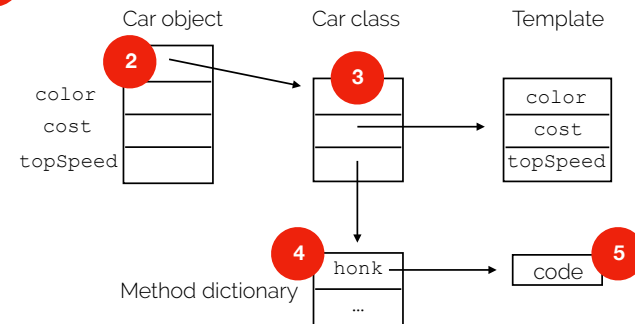 Car object Car class Template
2
3
color color
cost cost
topSpeed topSpeed
4
5
honk code
Method dictionary
…